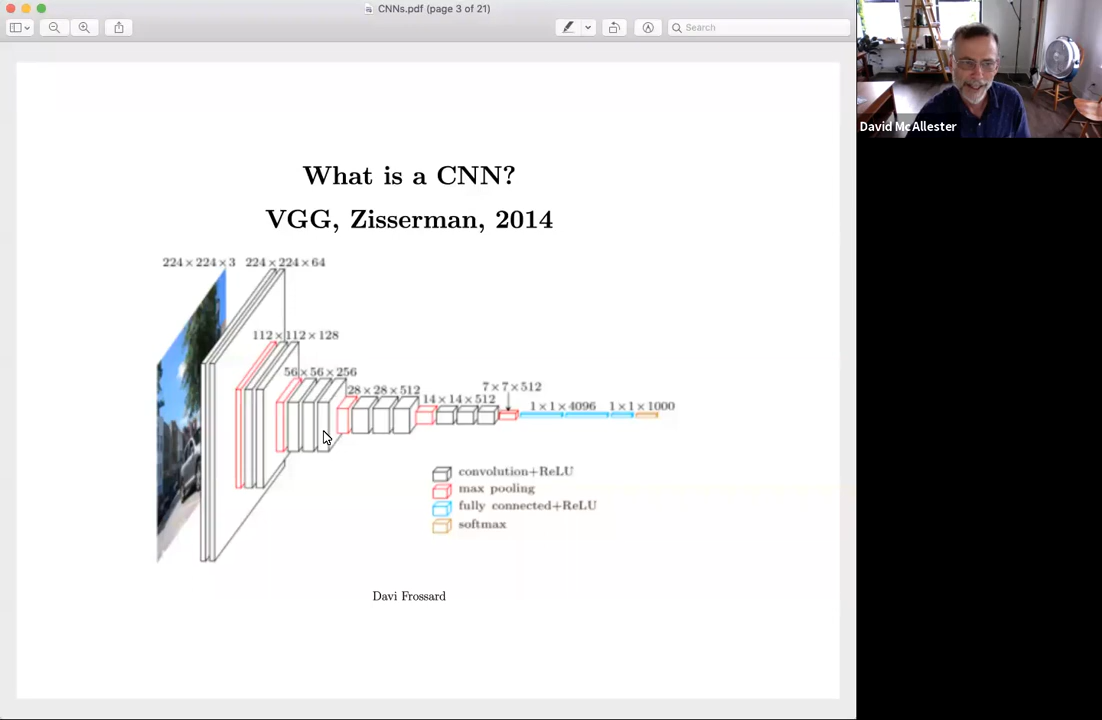 CNNs.pdf (page 3 of 21)
Search
David McAllester
What is a CNN?
VGG, Zisserman, 2014
224×224×3 224×224×64
112×112×128
56×56×256
28×28×512
14×14×512
7×7×512
1×1×4096 1×1×1000
convolution+ReLU
max pooling
fully connected+ReLU
softmax
Davi Frossard